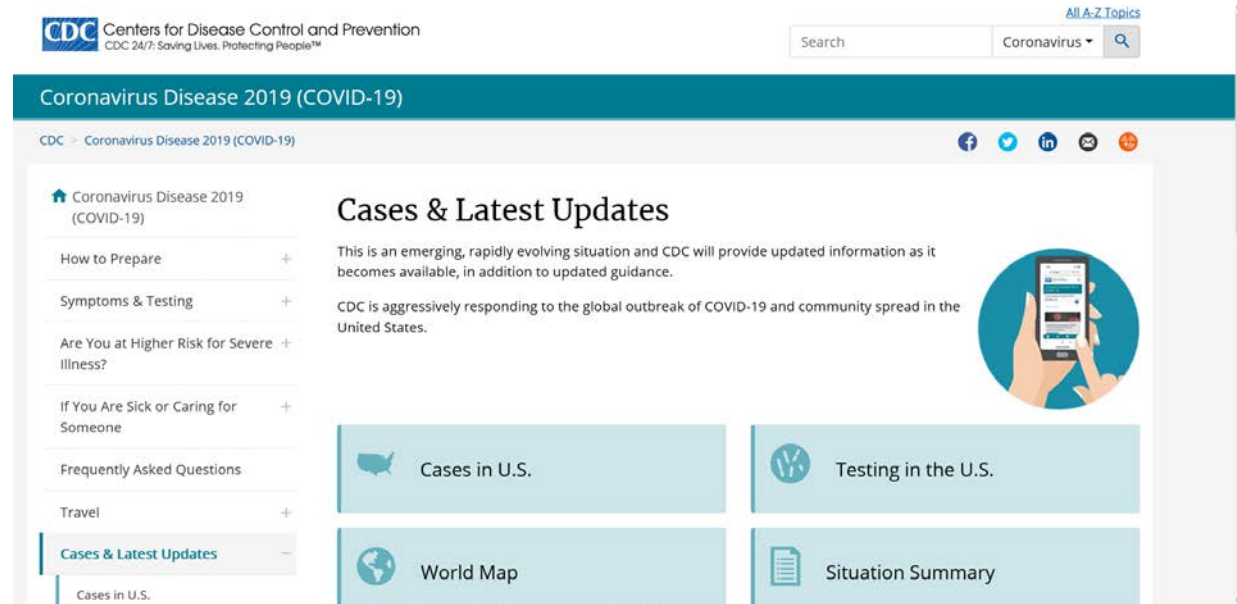 All A-Z Topics
CDC
Centers for Disease Control and Prevention
CDC 24/7: Saving Lives. Protecting People™
Search
Coronavirus
Coronavirus Disease 2019 (COVID-19)
CDC > Coronavirus Disease 2019 (COVID-19)
Coronavirus Disease 2019
(COVID-19)
How to Prepare
Symptoms & Testing
Are You at Higher Risk for Severe
Illness?
If You Are Sick or Caring for
Someone
Frequently Asked Questions
Travel
Cases & Latest Updates
Cases in U.S.
Cases & Latest Updates
This is an emerging, rapidly evolving situation and CDC will provide updated information as it
becomes available, in addition to updated guidance.
CDC is aggressively responding to the global outbreak of COVID-19 and community spread in the
United States.
Cases in U.S.
Testing in the U.S.
World Map
Situation Summary